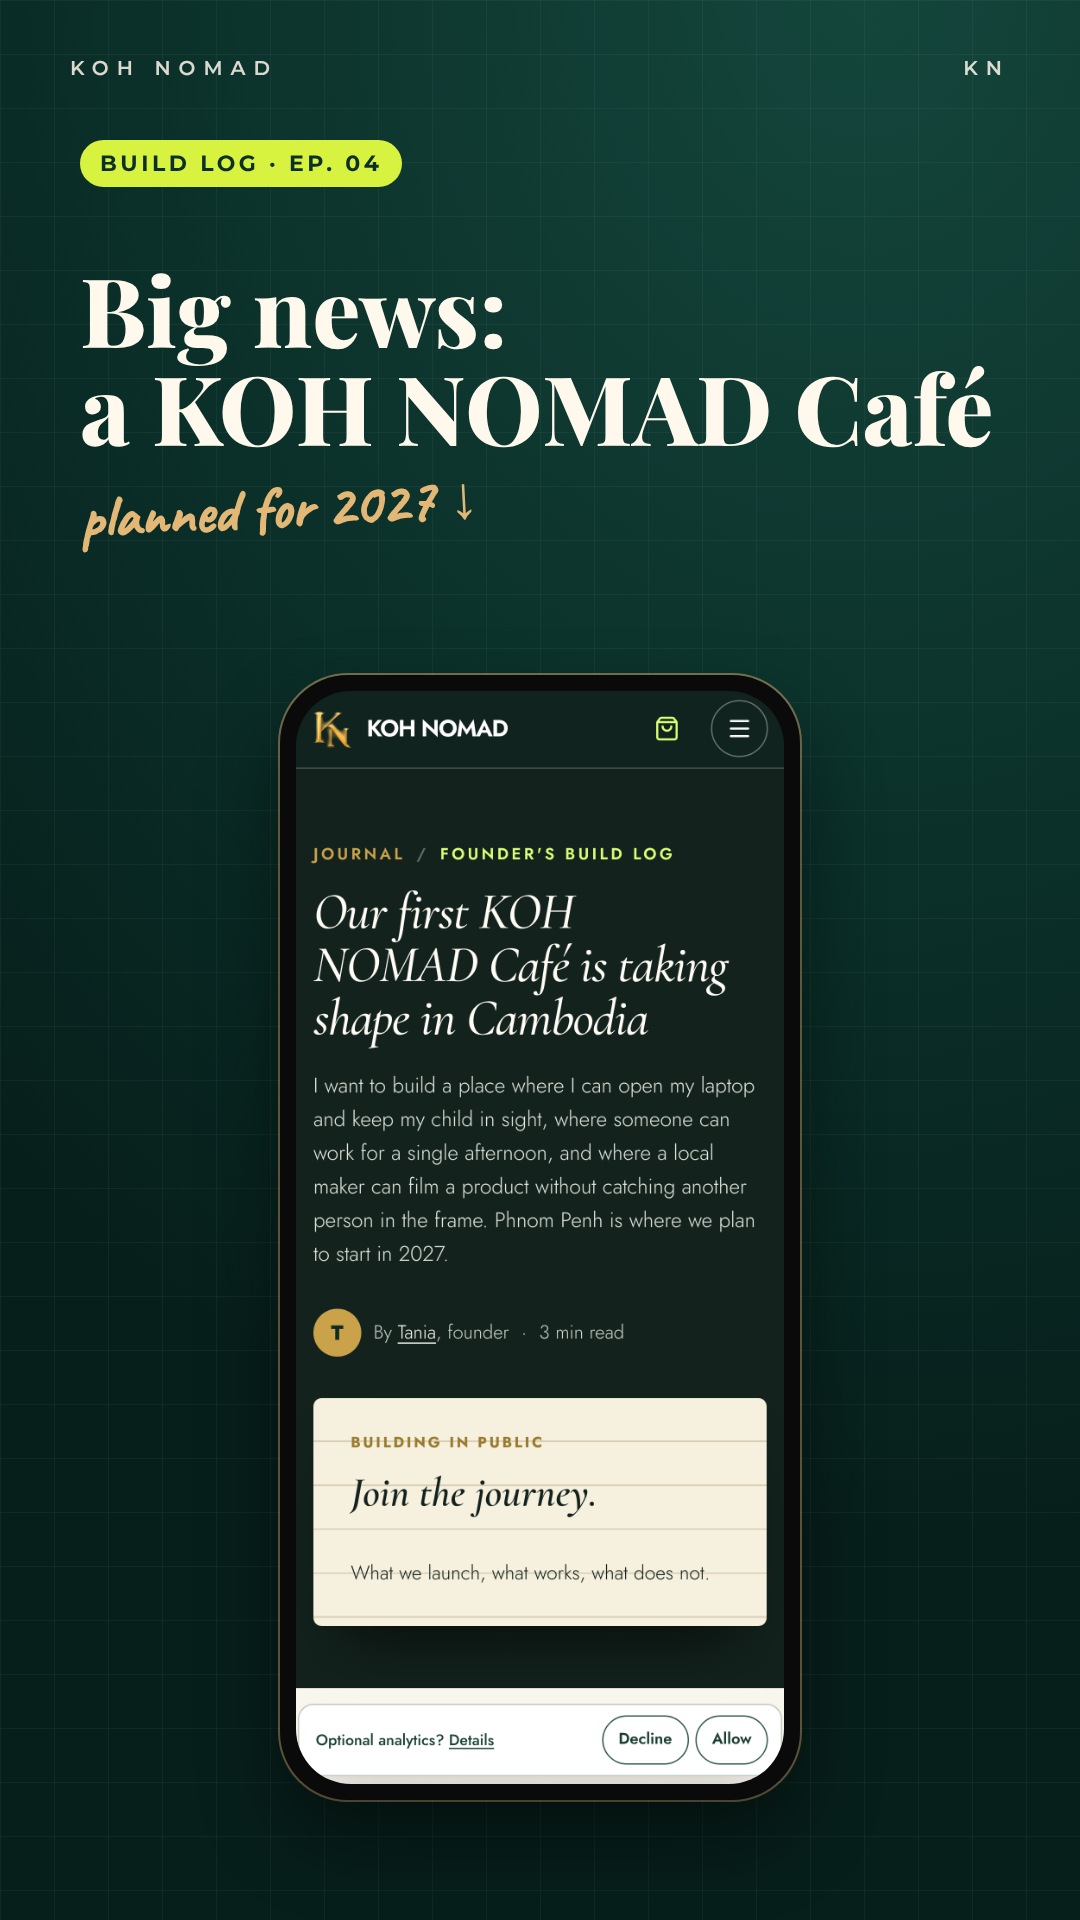 KOH NOMAD
KN
BUILD LOG · EP. 04
Big news:
a KOH NOMAD Café
planned for 2027 ↓
KN KOH NOMAD
JOURNAL / FOUNDER'S BUILD LOG
Our first KOH
NOMAD Café is taking
shape in Cambodia
I want to build a place where I can open my laptop
and keep my child in sight, where someone can
work for a single afternoon, and where a local
maker can film a product without catching another
person in the frame. Phnom Penh is where we plan
to start in 2027.
T
By Tania, founder · 3 min read
BUILDING IN PUBLIC
Join the journey.
What we launch, what works, what does not.
Optional analytics? Details
Decline
Allow